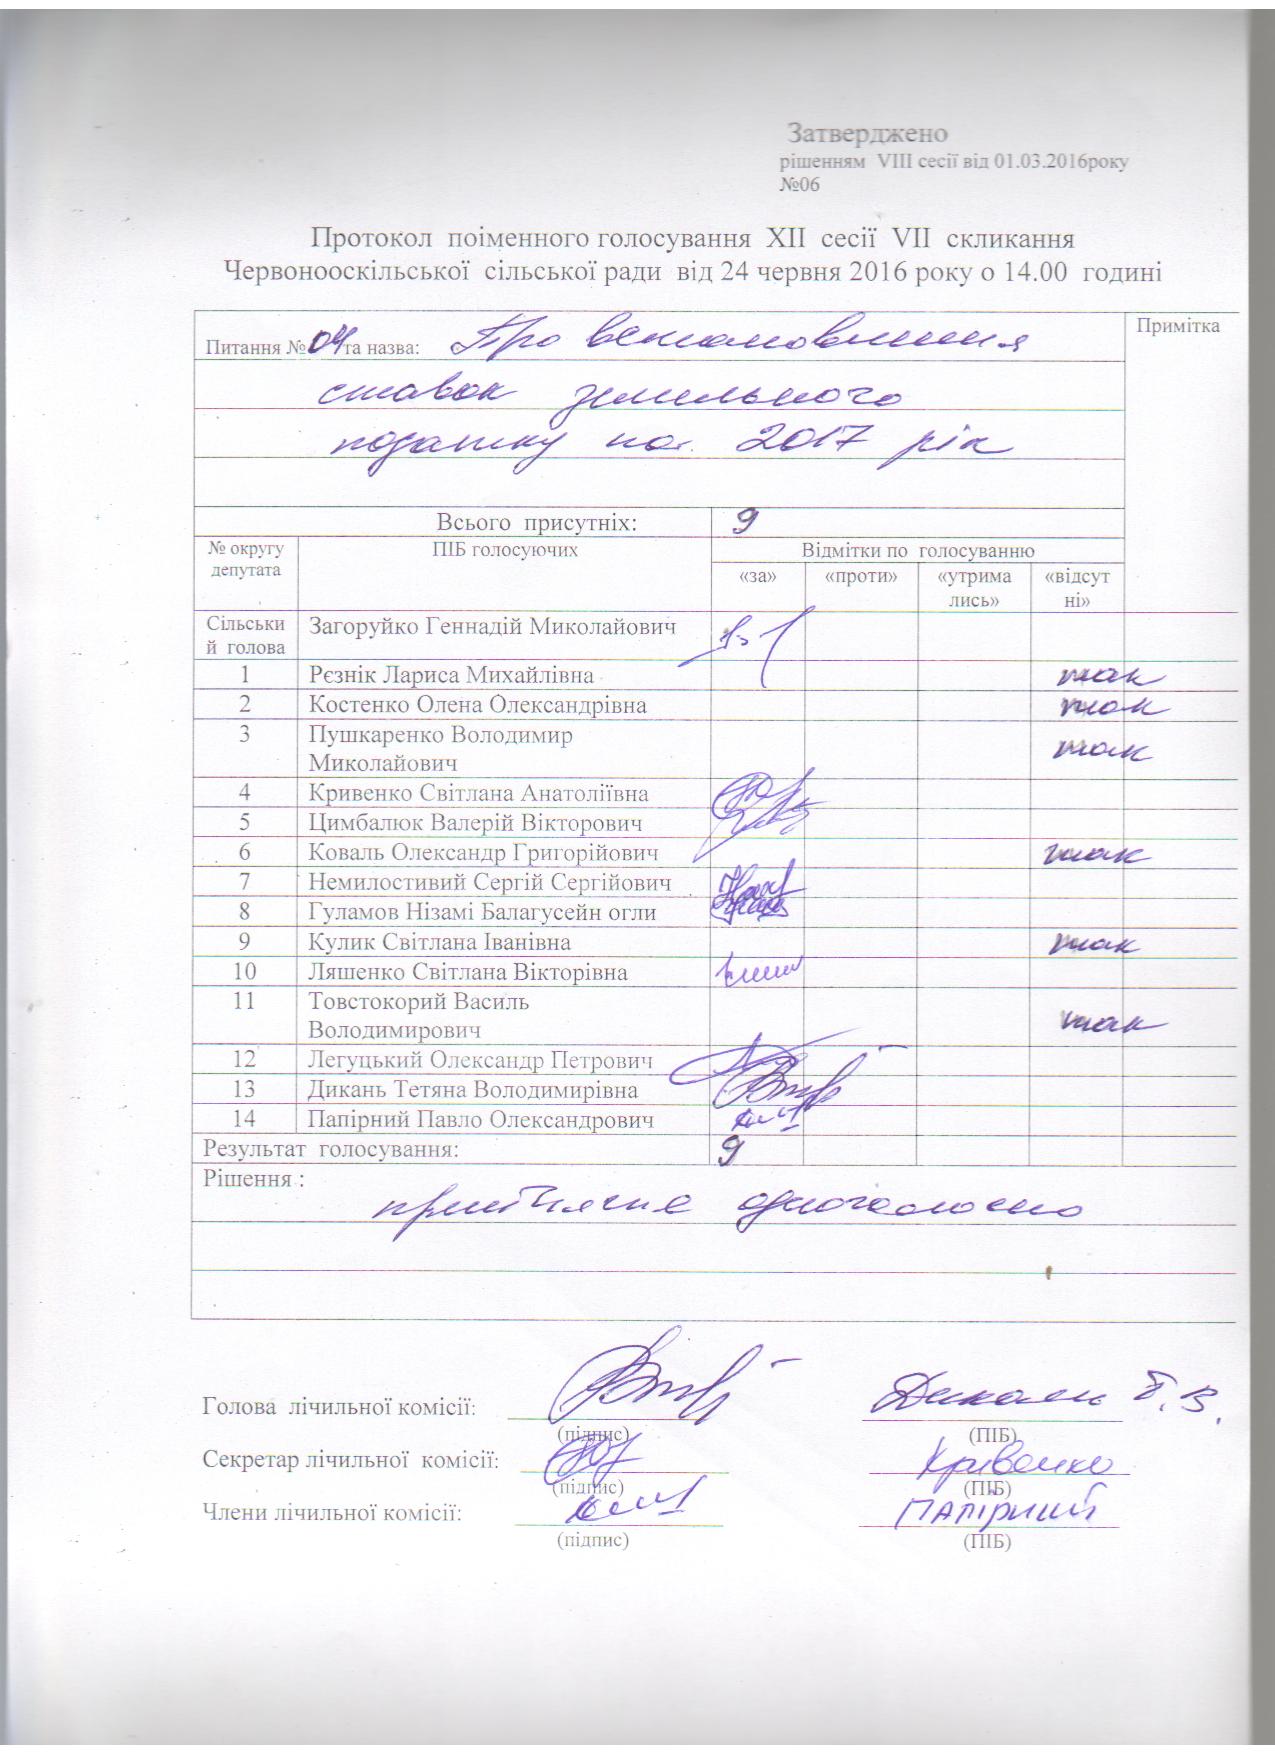 Затверджено
рішенням VIII сесії від 01.03.2016року
№06
Протокол поіменного голосування XII сесії VII скликання
Червонооскільської сільської ради від 24 червня 2016 року о 14.00 годині
Питання № 04 та назва: Про встановлення
Примітка
ставок земельного
податку на 2017 рік
Всього присутніх: 9
№ округу депутата
ПІБ голосуючих
Відмітки по голосуванню
«за» «проти» «утрима лись» «відсут ні»
Сільськи й голова Загоруйко Геннадій Миколайович
1 Рєзнік Лариса Михайлівна так
2 Костенко Олена Олександрівна так
3 Пушкаренко Володимир
Миколайович так
4 Кривенко Світлана Анатоліївна
5 Цимбалюк Валерій Вікторович
6 Коваль Олександр Григорійович так
7 Немилостивий Сергій Сергійович
8 Гуламов Нізамі Балагусейн огли
9 Кулик Світлана Іванівна так
10 Ляшенко Світлана Вікторівна
11 Товстокорий Василь
Володимирович так
12 Легуцький Олександр Петрович
13 Дикань Тетяна Володимирівна
14 Папірний Павло Олександрович
Результат голосування: 9
Рішення :
прийняте одноголосно
Голова лічильної комісії: Дикань Т.В.
(підпис) (ПІБ)
Секретар лічильної комісії: Кривенко
(підпис) (ПІБ)
Члени лічильної комісії: Папірний
(підпис) (ПІБ)